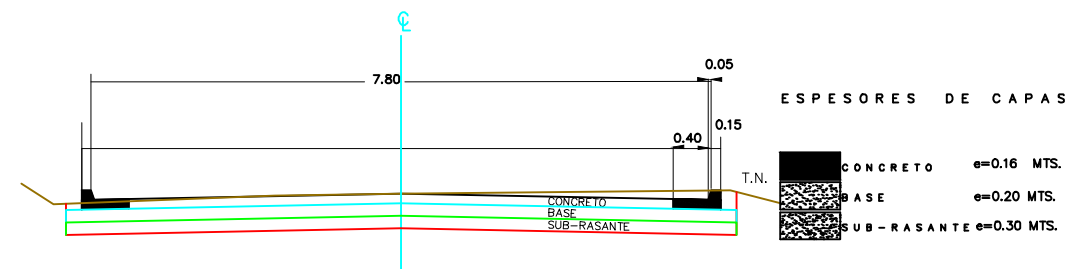 ℄
0.05
7.80
ESPESORES DE CAPAS
0.15
0.40
T.N.
CONCRETO e=0.16 MTS.
BASE e=0.20 MTS.
SUB-RASANTE e=0.30 MTS.
CONCRETO
BASE
SUB-RASANTE